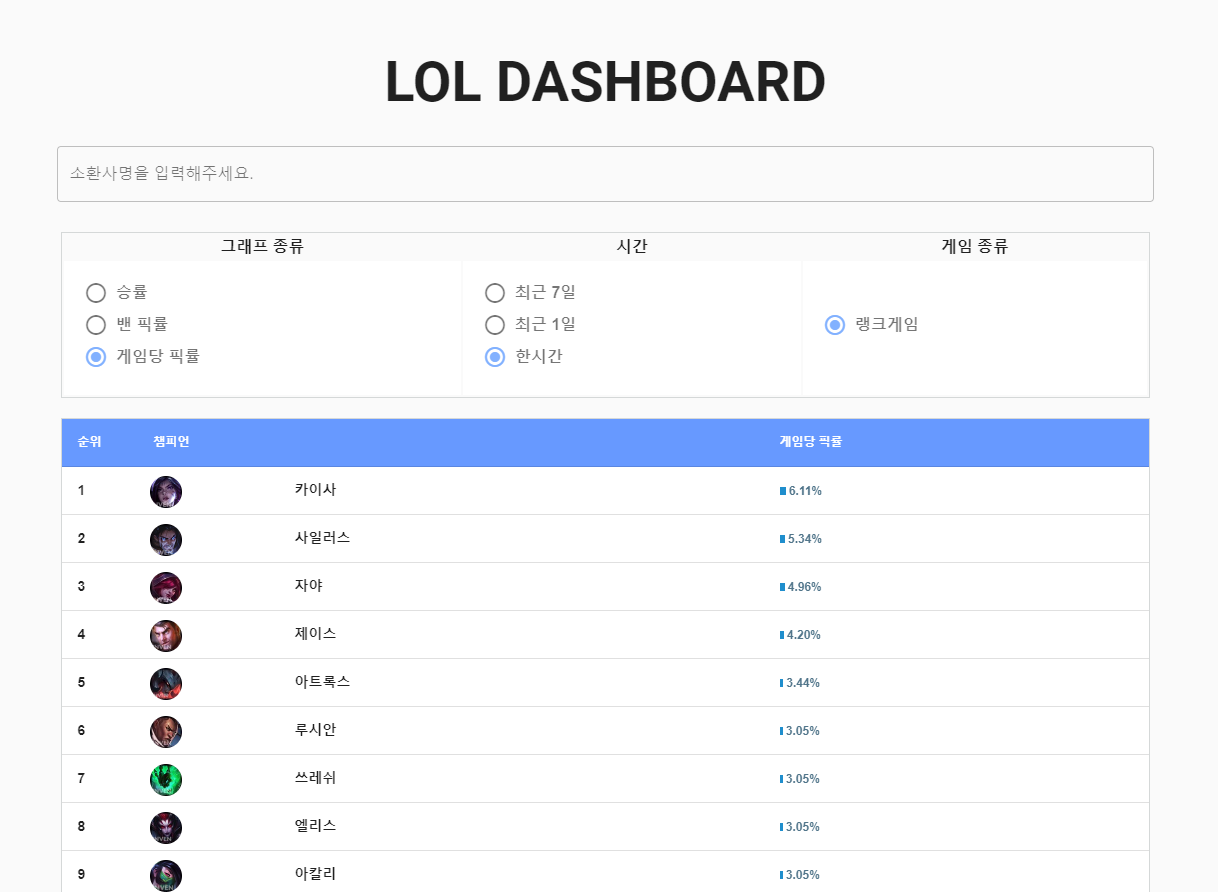 LOL DASHBOARD
소환사명을 입력해주세요.
그래프 종류 시간 게임 종류
승률 최근 7일
밴 픽률 최근 1일 랭크게임
게임당 픽률 한시간
순위 챔피언 게임당 픽률
1 카이사 6.11%
2 사일러스 5.34%
3 자야 4.96%
4 제이스 4.20%
5 아트록스 3.44%
6 루시안 3.05%
7 쓰레쉬 3.05%
8 엘리스 3.05%
9 아칼리 3.05%